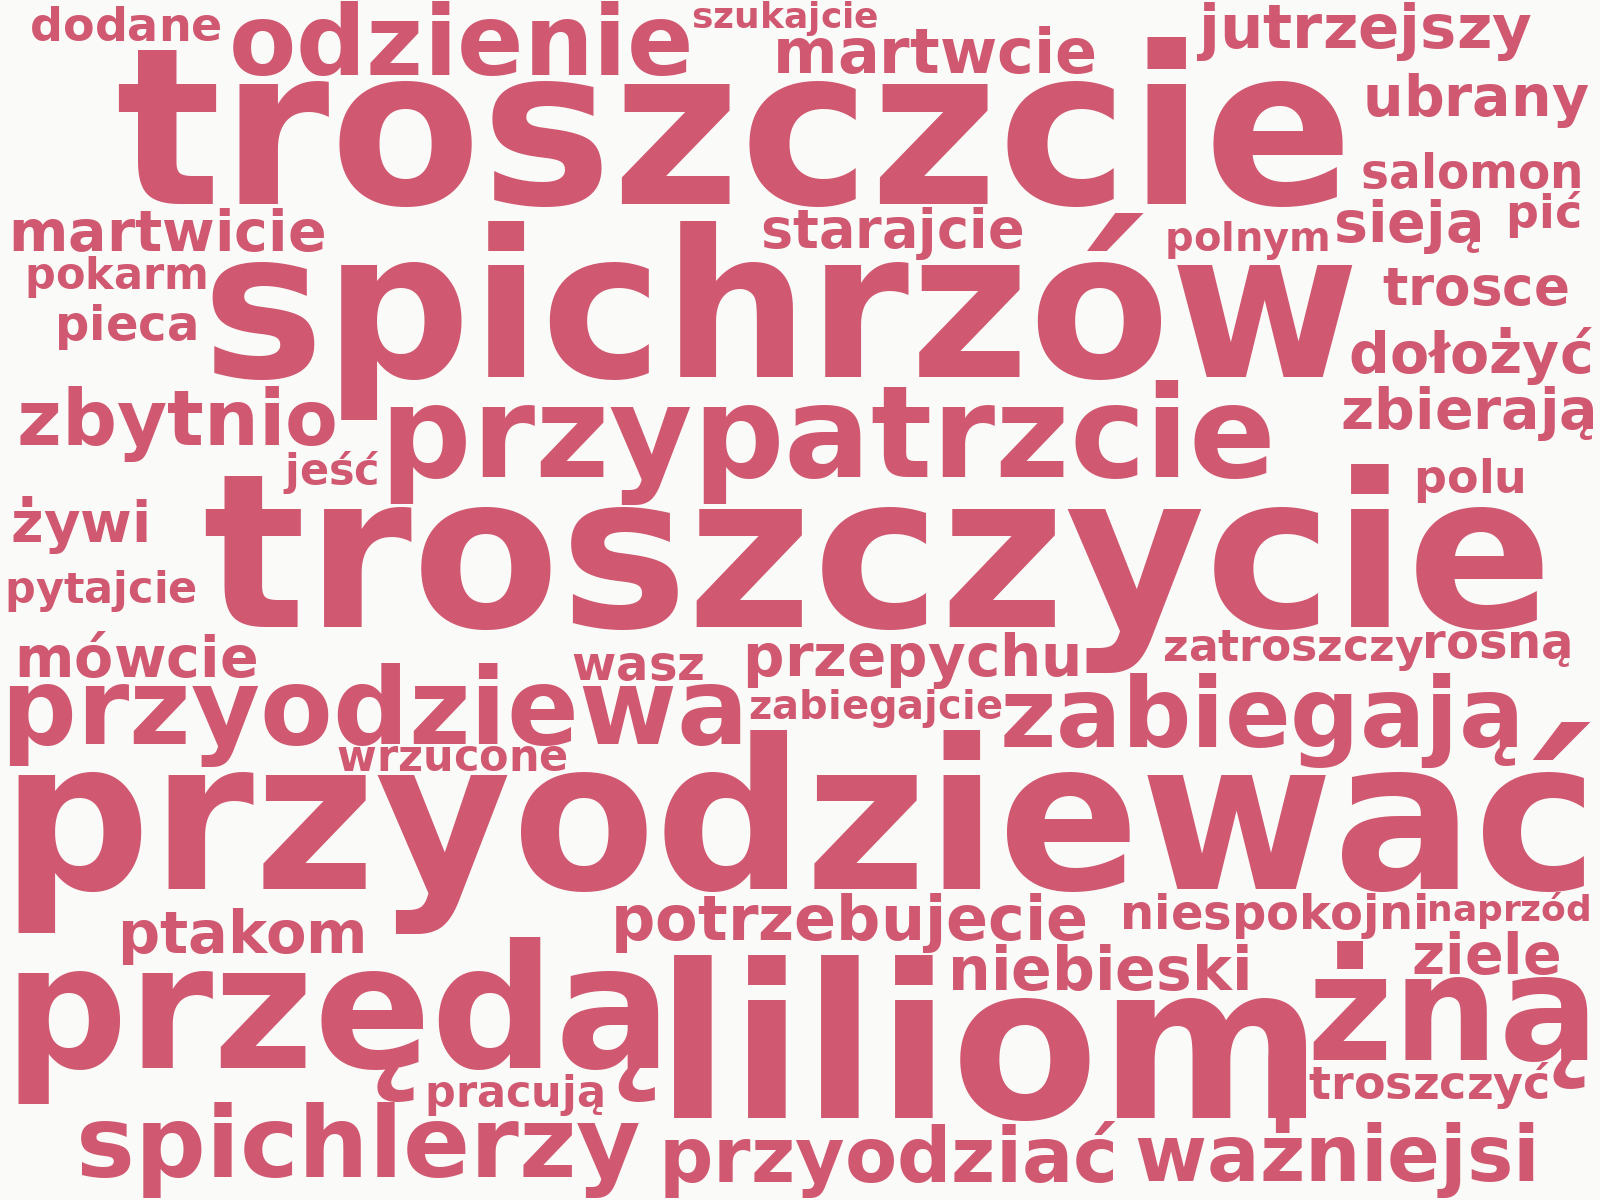 dodane odzienie szukajcie martwcie jutrzejszy
troszczcie ubrany
salomon
martwicie starajcie polnym sieją pić
pokarm spichrzów trosce
pieca dołożyć
zbytnio przypatrzcie zbierają
jeść polu
żywi troszczycie
pytajcie
mówcie wasz przepychu zatroszczy rosną
przyodziewa zabiegajcie zabiegają
wrzucone
przyodziewać
ptakom potrzebujecie niespokojni naprzód
przędą liliom niebieski ziele
żną
pracują troszczyć
spichlerzy przyodziać ważniejsi